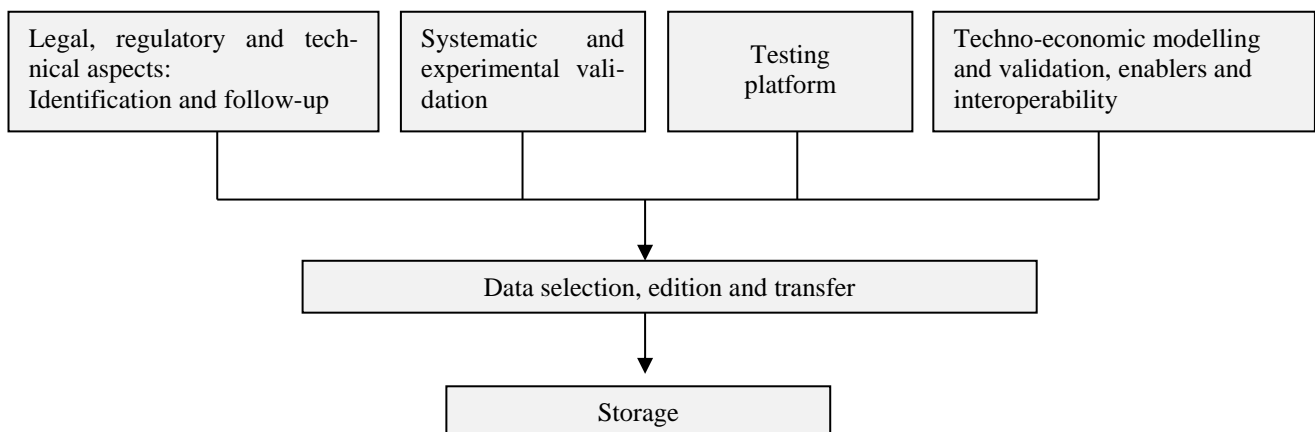 Legal, regulatory and tech-
nical aspects:
Identification and follow-up
Systematic and
experimental vali-
dation
Testing
platform
Techno-economic modelling
and validation, enablers and
interoperability
Data selection, edition and transfer
Storage